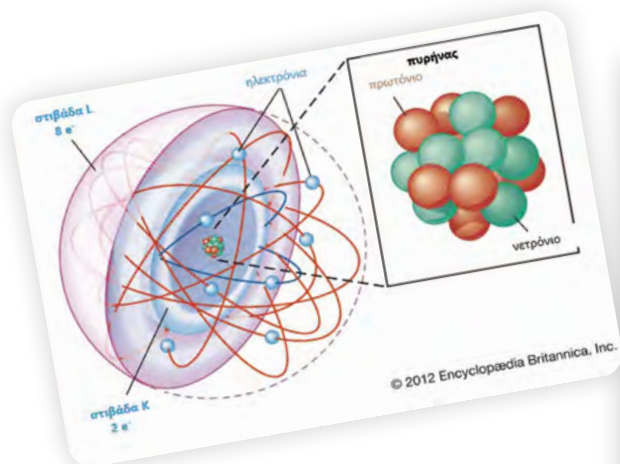 στιβάδα L
8 e⁻
ηλεκτρόνια
πυρήνας
πρωτόνιο
νετρόνιο
στιβάδα K
2 e⁻
© 2012 Encyclopædia Britannica, Inc.